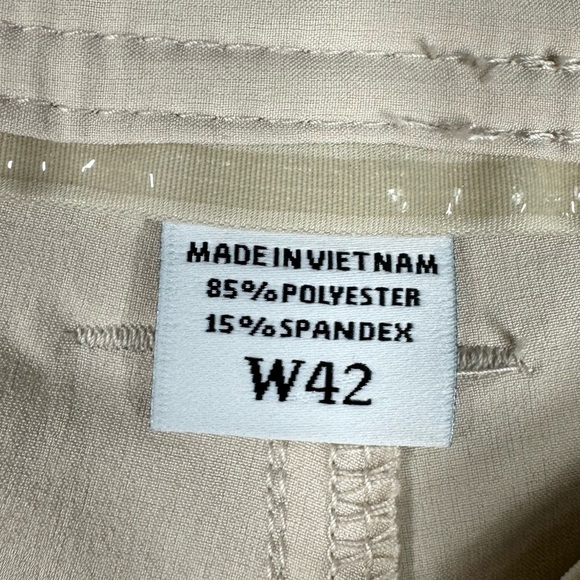 MADE IN VIETNAM
85% POLYESTER
15% SPANDEX
W42